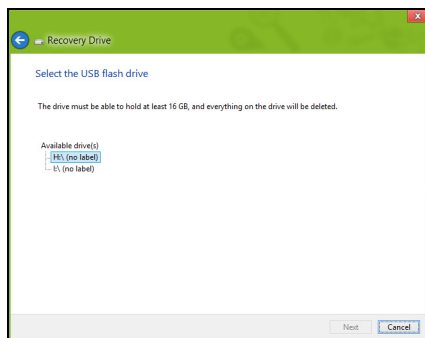 x
Recovery Drive
Select the USB flash drive
The drive must be able to hold at least 16 GB, and everything on the drive will be deleted.
Available drive(s)
H:\ (no label)
I:\ (no label)
Next Cancel